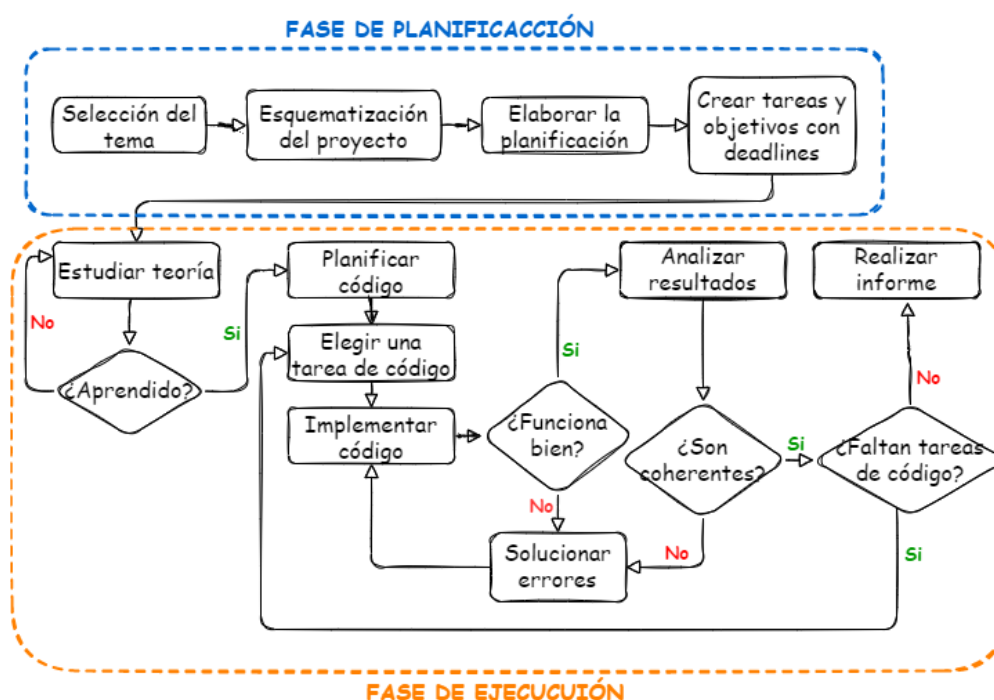 FASE DE PLANIFICACCIÓN
Selección del
tema
Esquematización
del proyecto
Elaborar la
planificación
Crear tareas y
objetivos con
deadlines
Estudiar teoría
No
¿Aprendido?
Si
Planificar
código
Elegir una
tarea de código
Implementar
código
¿Funciona
bien?
Si
No
Solucionar
errores
Analizar
resultados
¿Son
coherentes?
No
Si
¿Faltan tareas
de código?
No
Si
Realizar
informe
FASE DE EJECUCUIÓN